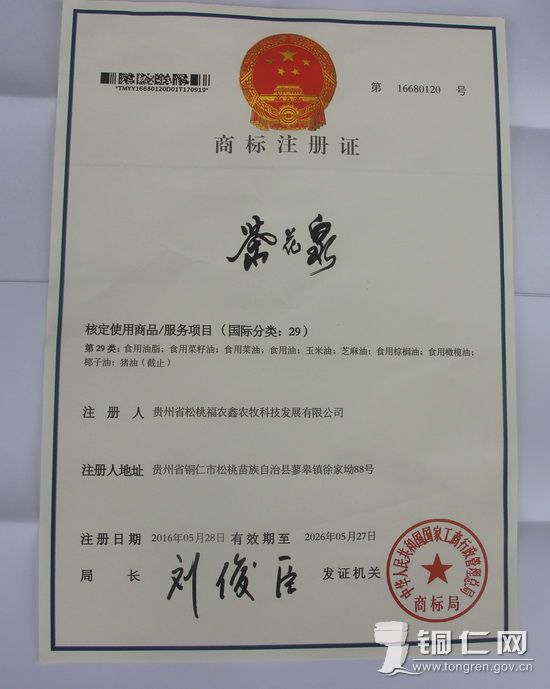 *TMYY16680120D01T170919*
第 16680120 号
商标注册证
荣花泉
核定使用商品/服务项目（国际分类：29）
第29类：食用油脂；食用菜籽油；食用菜油；食用油；玉米油；芝麻油；食用棕榈油；食用橄榄油；
椰子油；猪油（截止）
注册人 贵州省松桃福农鑫农牧科技发展有限公司
注册人地址 贵州省铜仁市松桃苗族自治县蓼皋镇徐家坳88号
注册日期 2016年05月28日 有效期至 2026年05月27日
局长 刘俊臣 发证机关
中华人民共和国国家工商行政管理总局
商标局
铜仁网
www.tongren.gov.cn